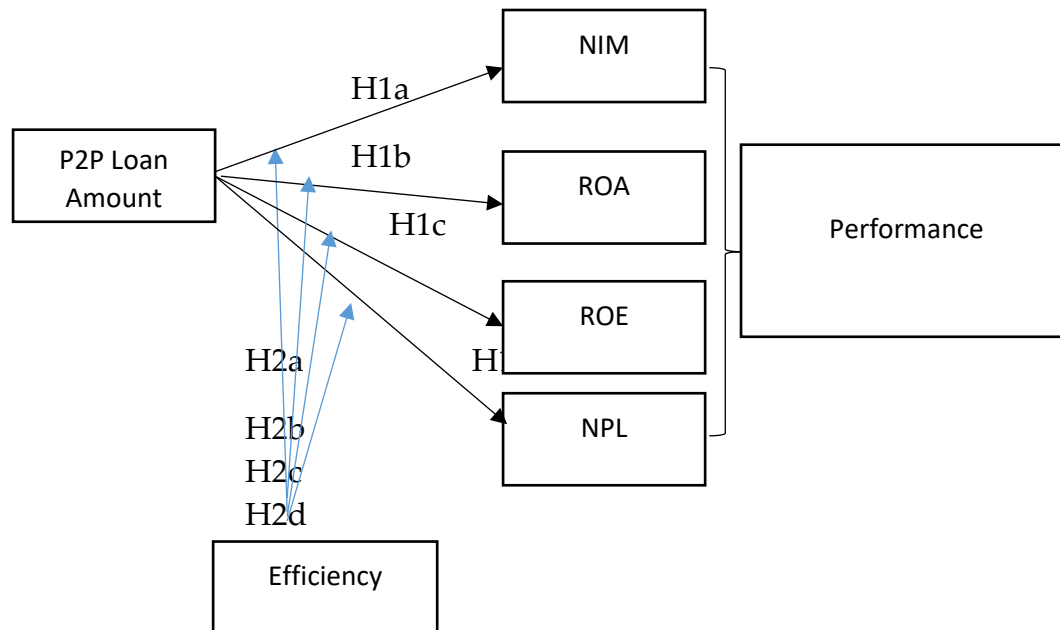 NIM
H1a
P2P Loan
Amount
H1b
ROA
H1c
Performance
ROE
H2a
NPL
H2b
H2c
H2d
Efficiency